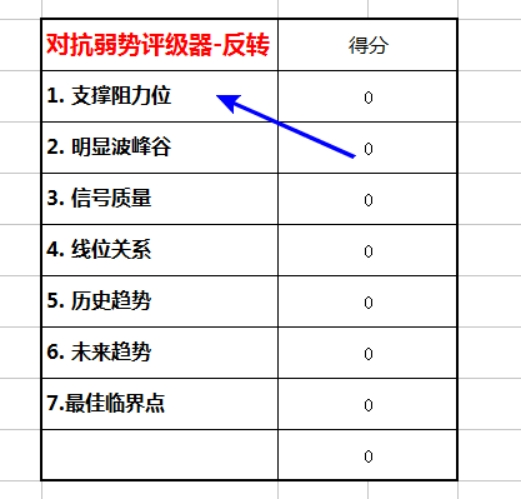 对抗弱势评级器-反转 得分
1. 支撑阻力位 0
2. 明显波峰谷 0
3. 信号质量 0
4. 线位关系 0
5. 历史趋势 0
6. 未来趋势 0
7.最佳临界点 0
0